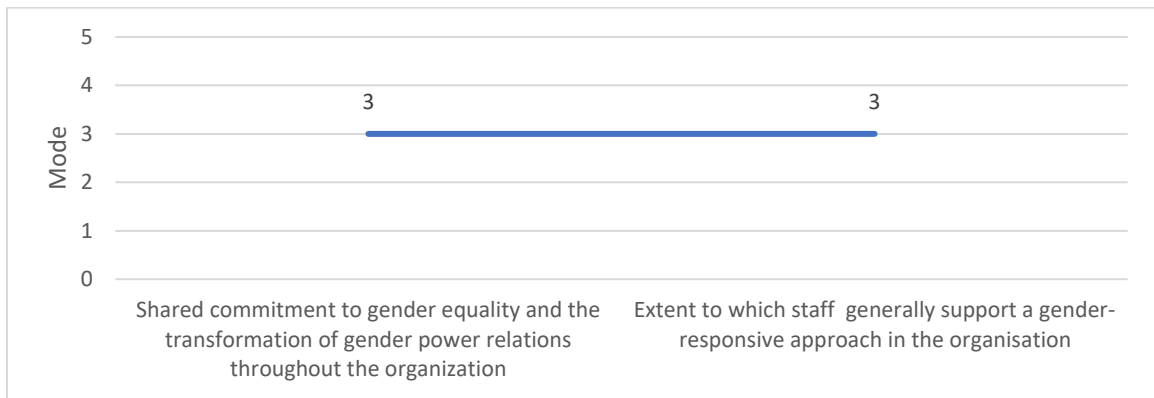 5
4
3
2
1
0
Mode
3
3
Shared commitment to gender equality and the
transformation of gender power relations
throughout the organization
Extent to which staff  generally support a gender-
responsive approach in the organisation